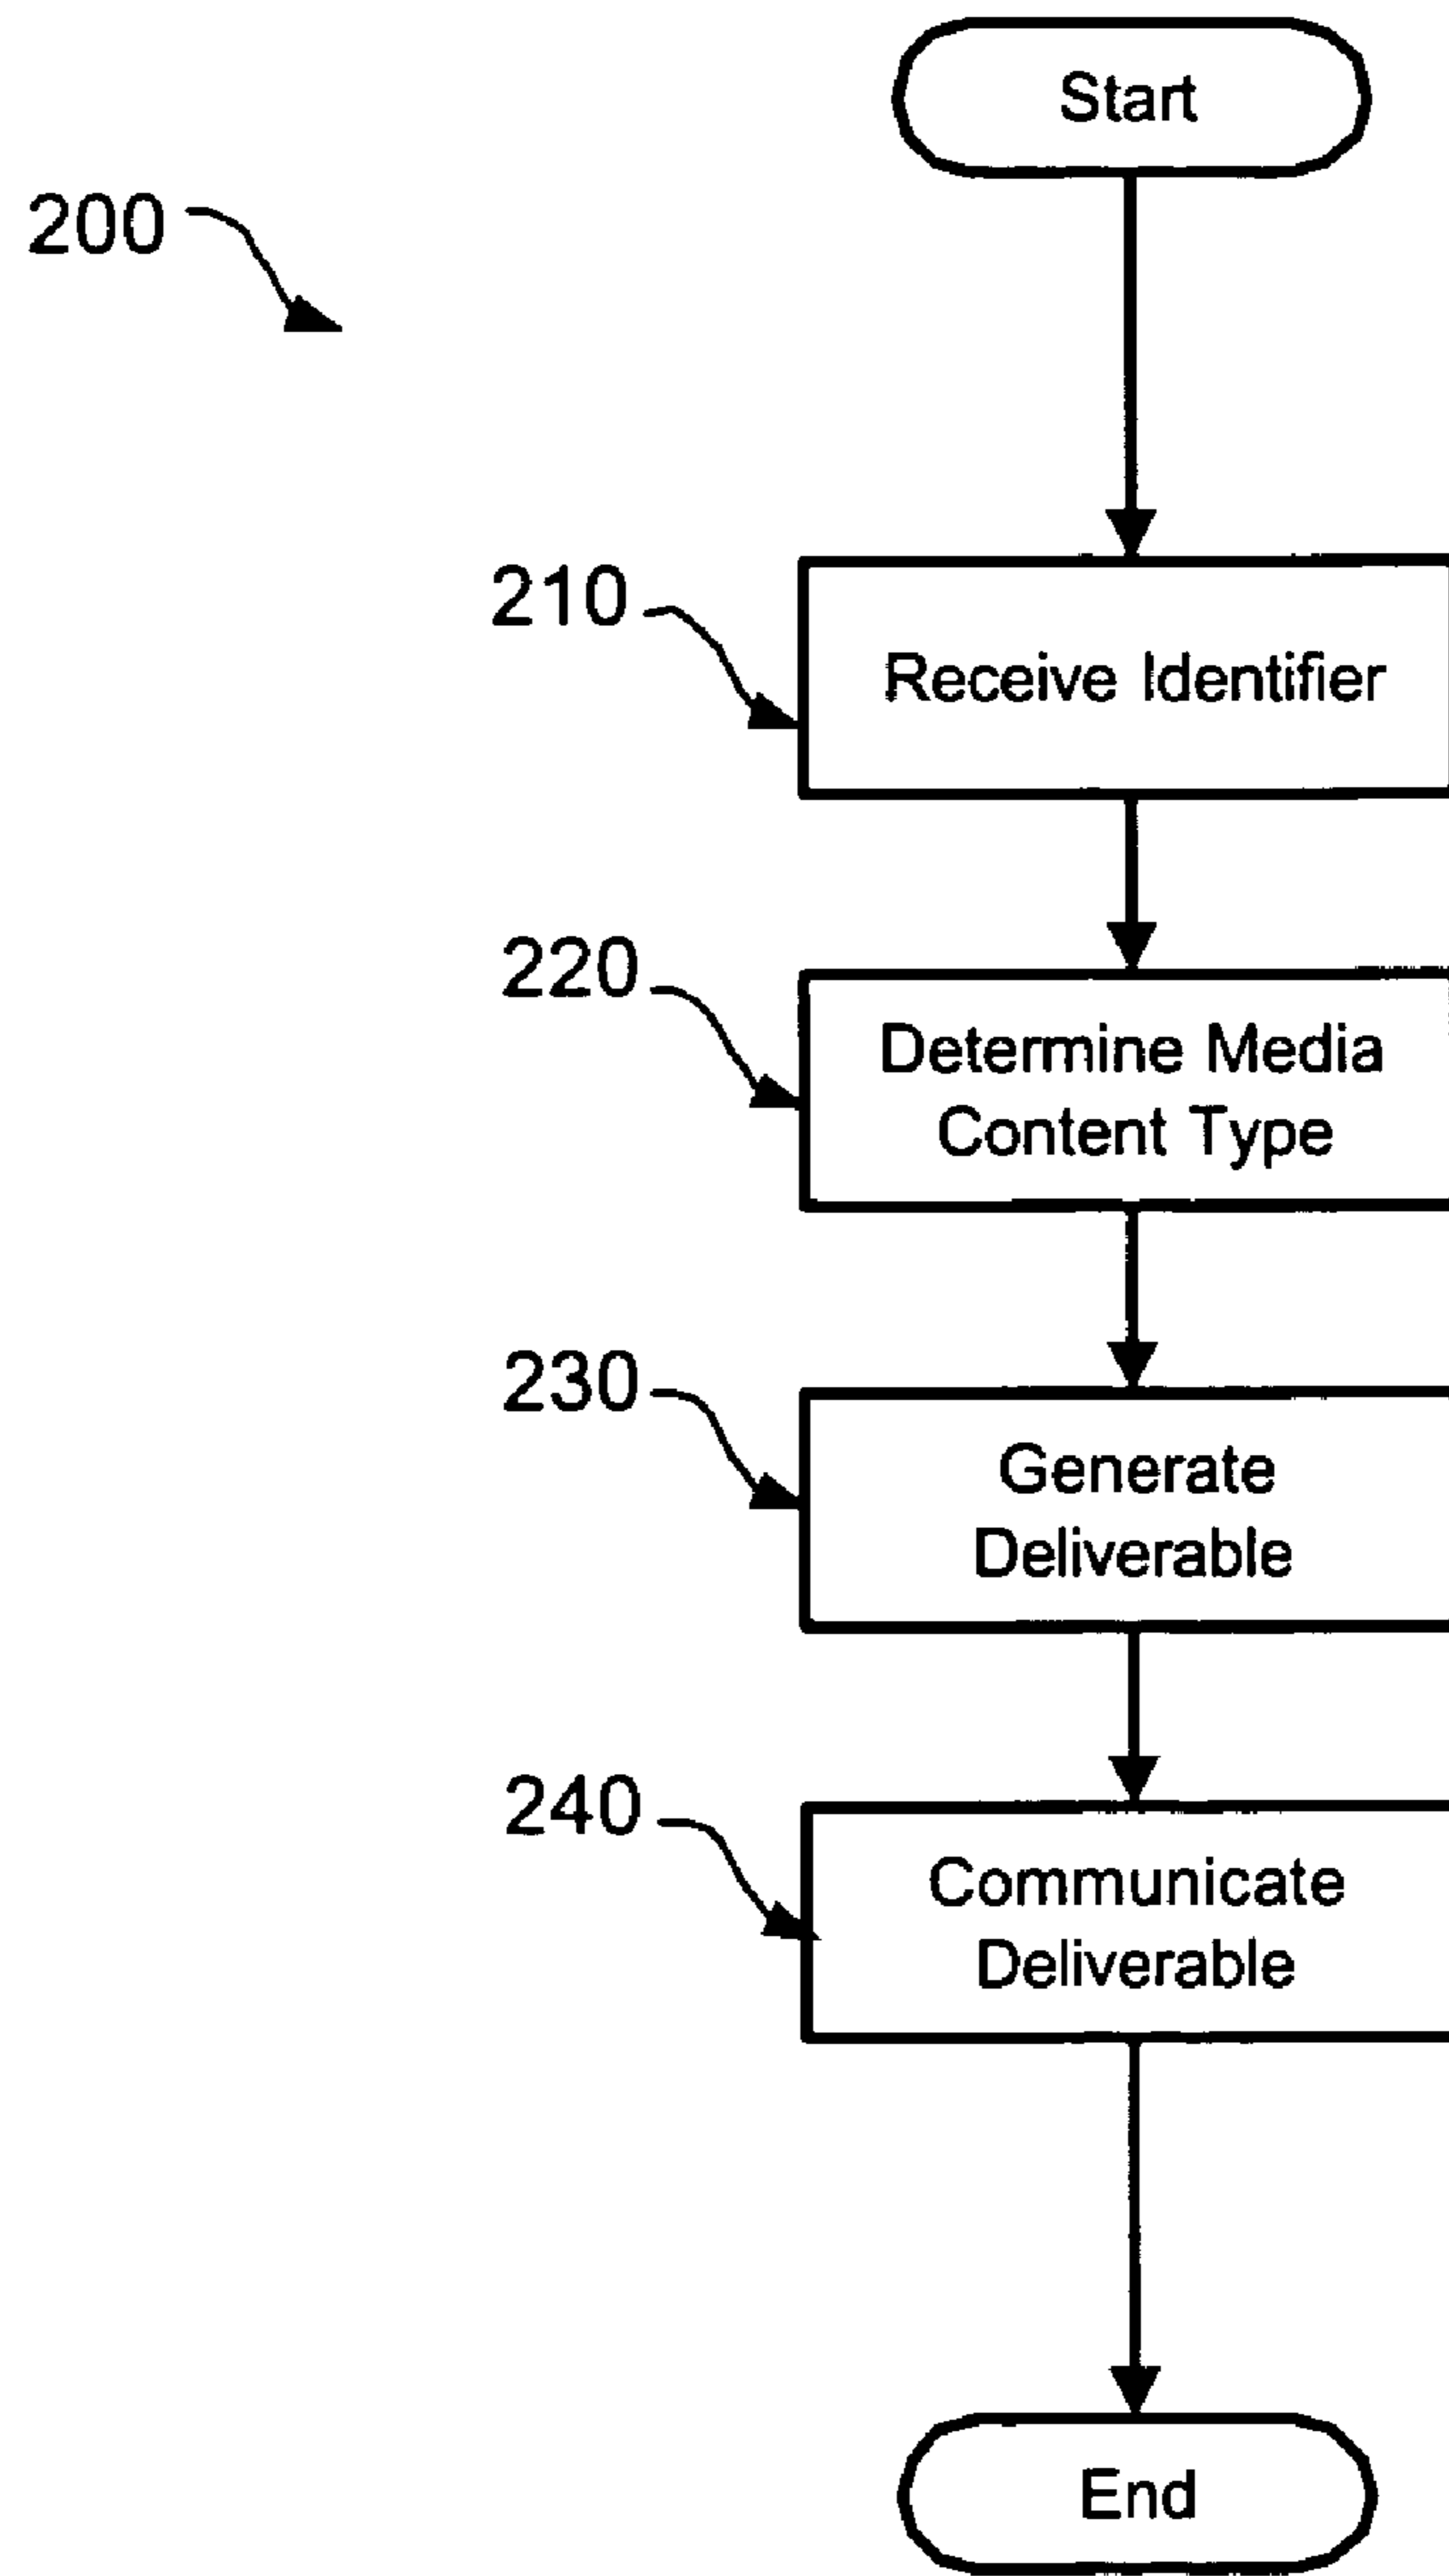 Start
200
210
Receive Identifier
220
Determine Media
Content Type
230
Generate
Deliverable
240
Communicate
Deliverable
End